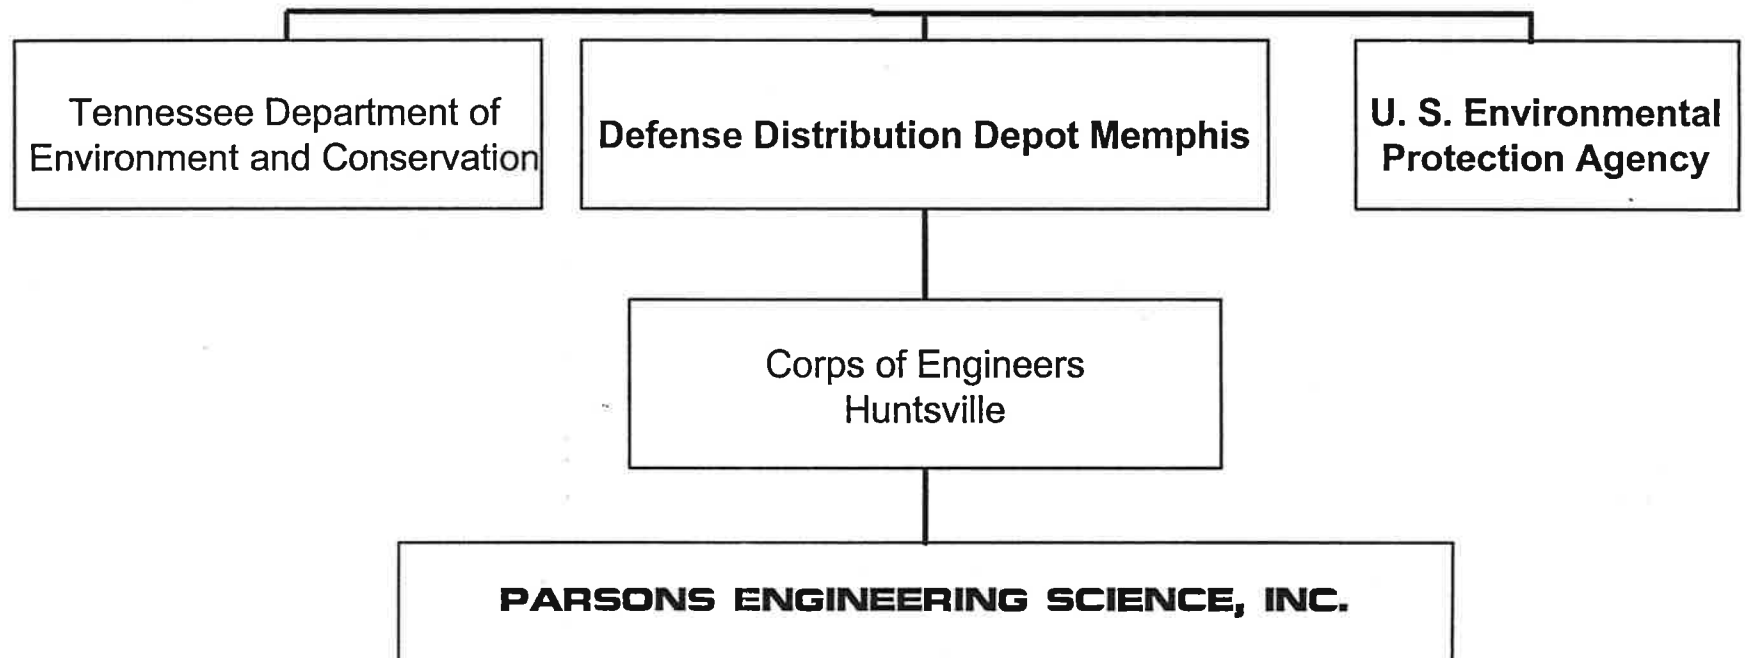 Tennessee Department of
Environment and Conservation
Defense Distribution Depot Memphis
U. S. Environmental
Protection Agency
Corps of Engineers
Huntsville
PARSONS ENGINEERING SCIENCE, INC.